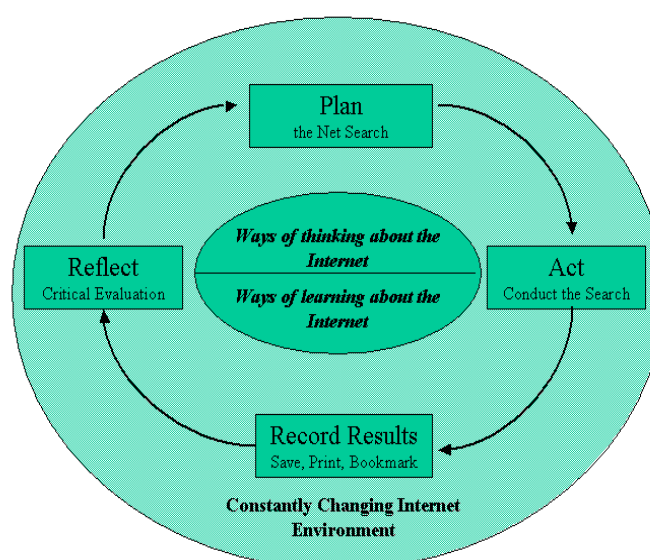 Plan
the Net Search
Ways of thinking about the
Internet
Ways of learning about the
Internet
Reflect
Critical Evaluation
Act
Conduct the Search
Record Results
Save, Print, Bookmark
Constantly Changing Internet
Environment